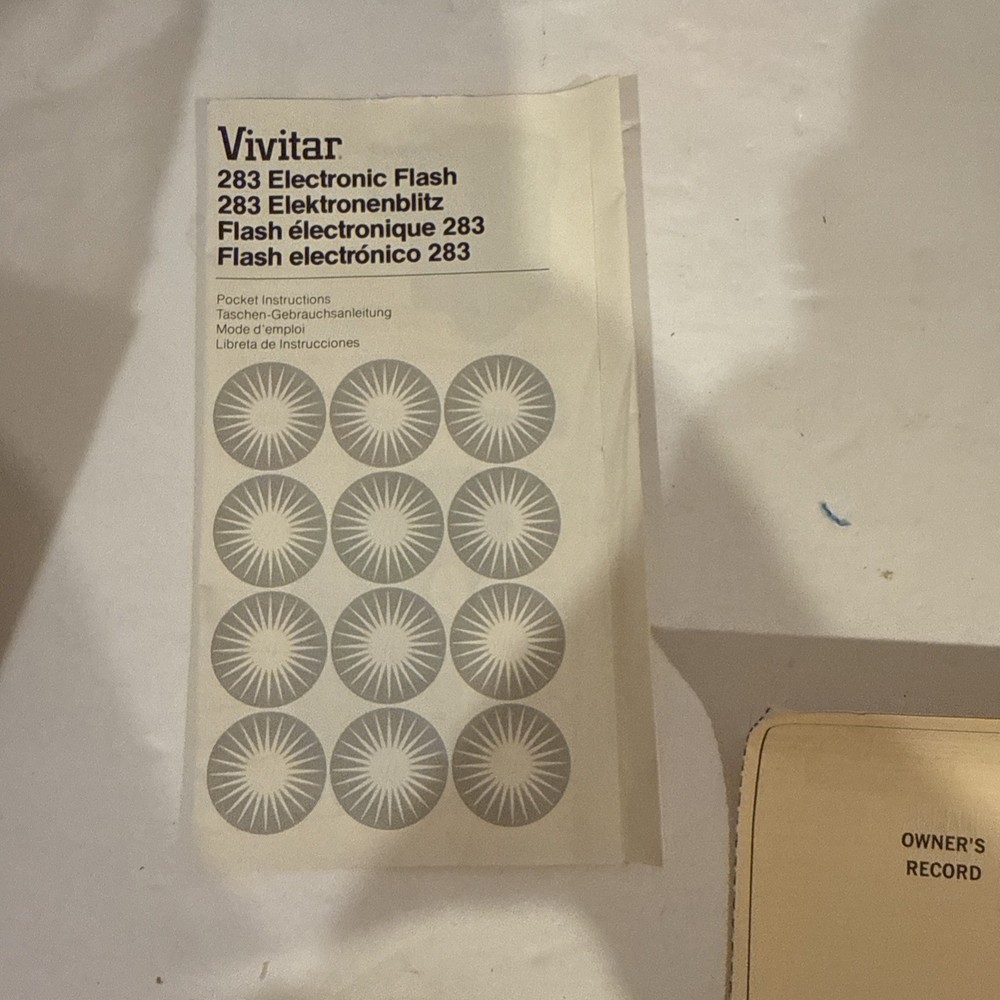 Vivitar
283 Electronic Flash
283 Elektronenblitz
Flash électronique 283
Flash electrónico 283
Pocket Instructions
Taschen-Gebrauchsanleitung
Mode d'emploi
Libreta de Instrucciones
OWNER'S
RECORD